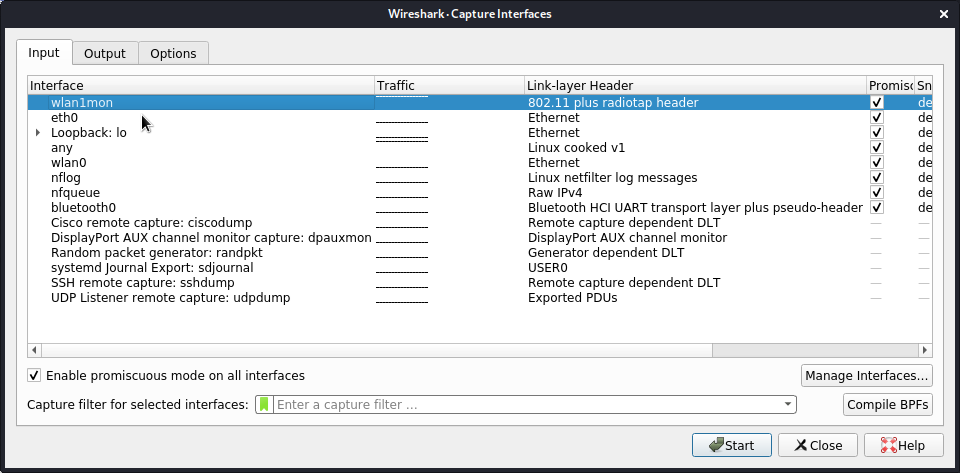 Wireshark · Capture Interfaces
Input Output Options
Interface Traffic Link-layer Header Promisc Sn
wlan1mon 802.11 plus radiotap header de
eth0 Ethernet de
Loopback: lo Ethernet de
any Linux cooked v1 de
wlan0 Ethernet de
nflog Linux netfilter log messages de
nfqueue Raw IPv4 de
bluetooth0 Bluetooth HCI UART transport layer plus pseudo-header de
Cisco remote capture: ciscodump Remote capture dependent DLT — —
DisplayPort AUX channel monitor capture: dpauxmon DisplayPort AUX channel monitor — —
Random packet generator: randpkt Generator dependent DLT — —
systemd Journal Export: sdjournal USER0 — —
SSH remote capture: sshdump Remote capture dependent DLT — —
UDP Listener remote capture: udpdump Exported PDUs — —
Enable promiscuous mode on all interfaces Manage Interfaces...
Capture filter for selected interfaces: Enter a capture filter ... Compile BPFs
Start Close Help